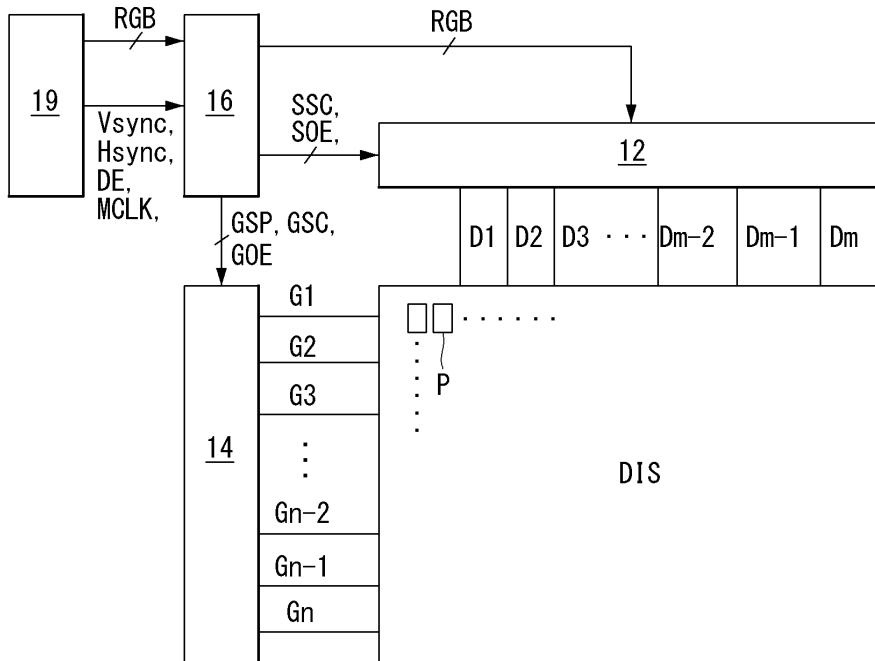 RGB
RGB
19
16
Vsync,
Hsync,
DE,
MCLK,
SSC,
SOE,
12
GSP, GSC,
GOE
D1 D2 D3 ··· Dm-2 Dm-1 Dm
14
G1
G2
G3
Gn-2
Gn-1
Gn
P
DIS